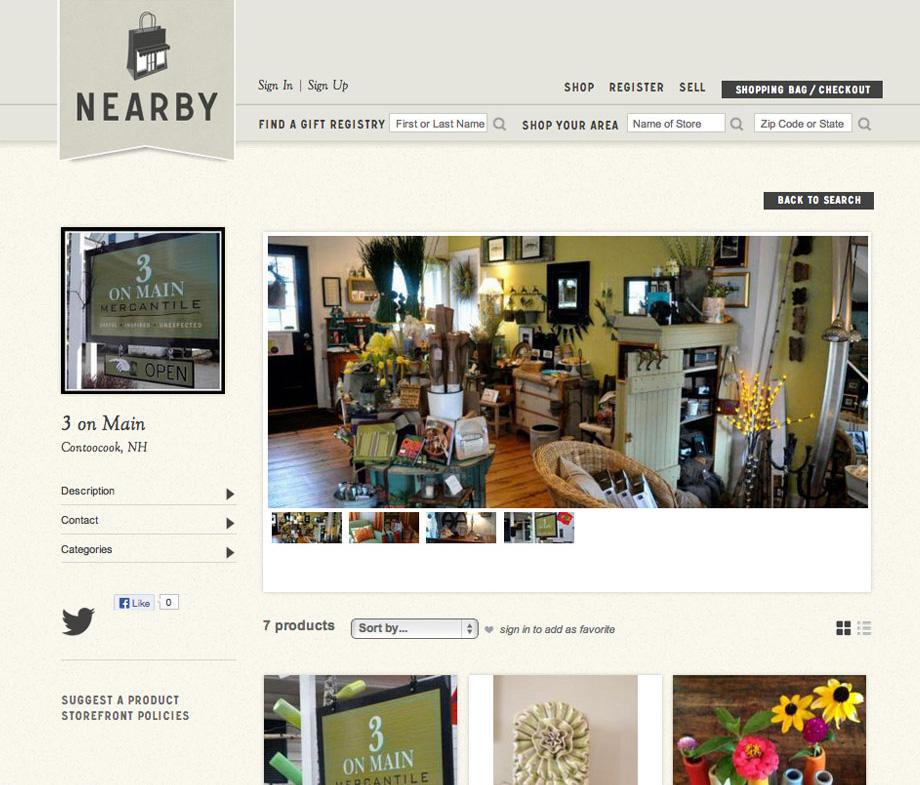 NEARBY
Sign In | Sign Up
SHOP REGISTER SELL SHOPPING BAG / CHECKOUT
FIND A GIFT REGISTRY First or Last Name SHOP YOUR AREA Name of Store Zip Code or State
BACK TO SEARCH
3
ON MAIN
MERCANTILE
USEFUL · INSPIRED · UNEXPECTED
OPEN
3 on Main
Contoocook, NH
Description
Contact
Categories
Like 0
SUGGEST A PRODUCT
STOREFRONT POLICIES
7 products Sort by... sign in to add as favorite
3
ON MAIN
MERCANTILE